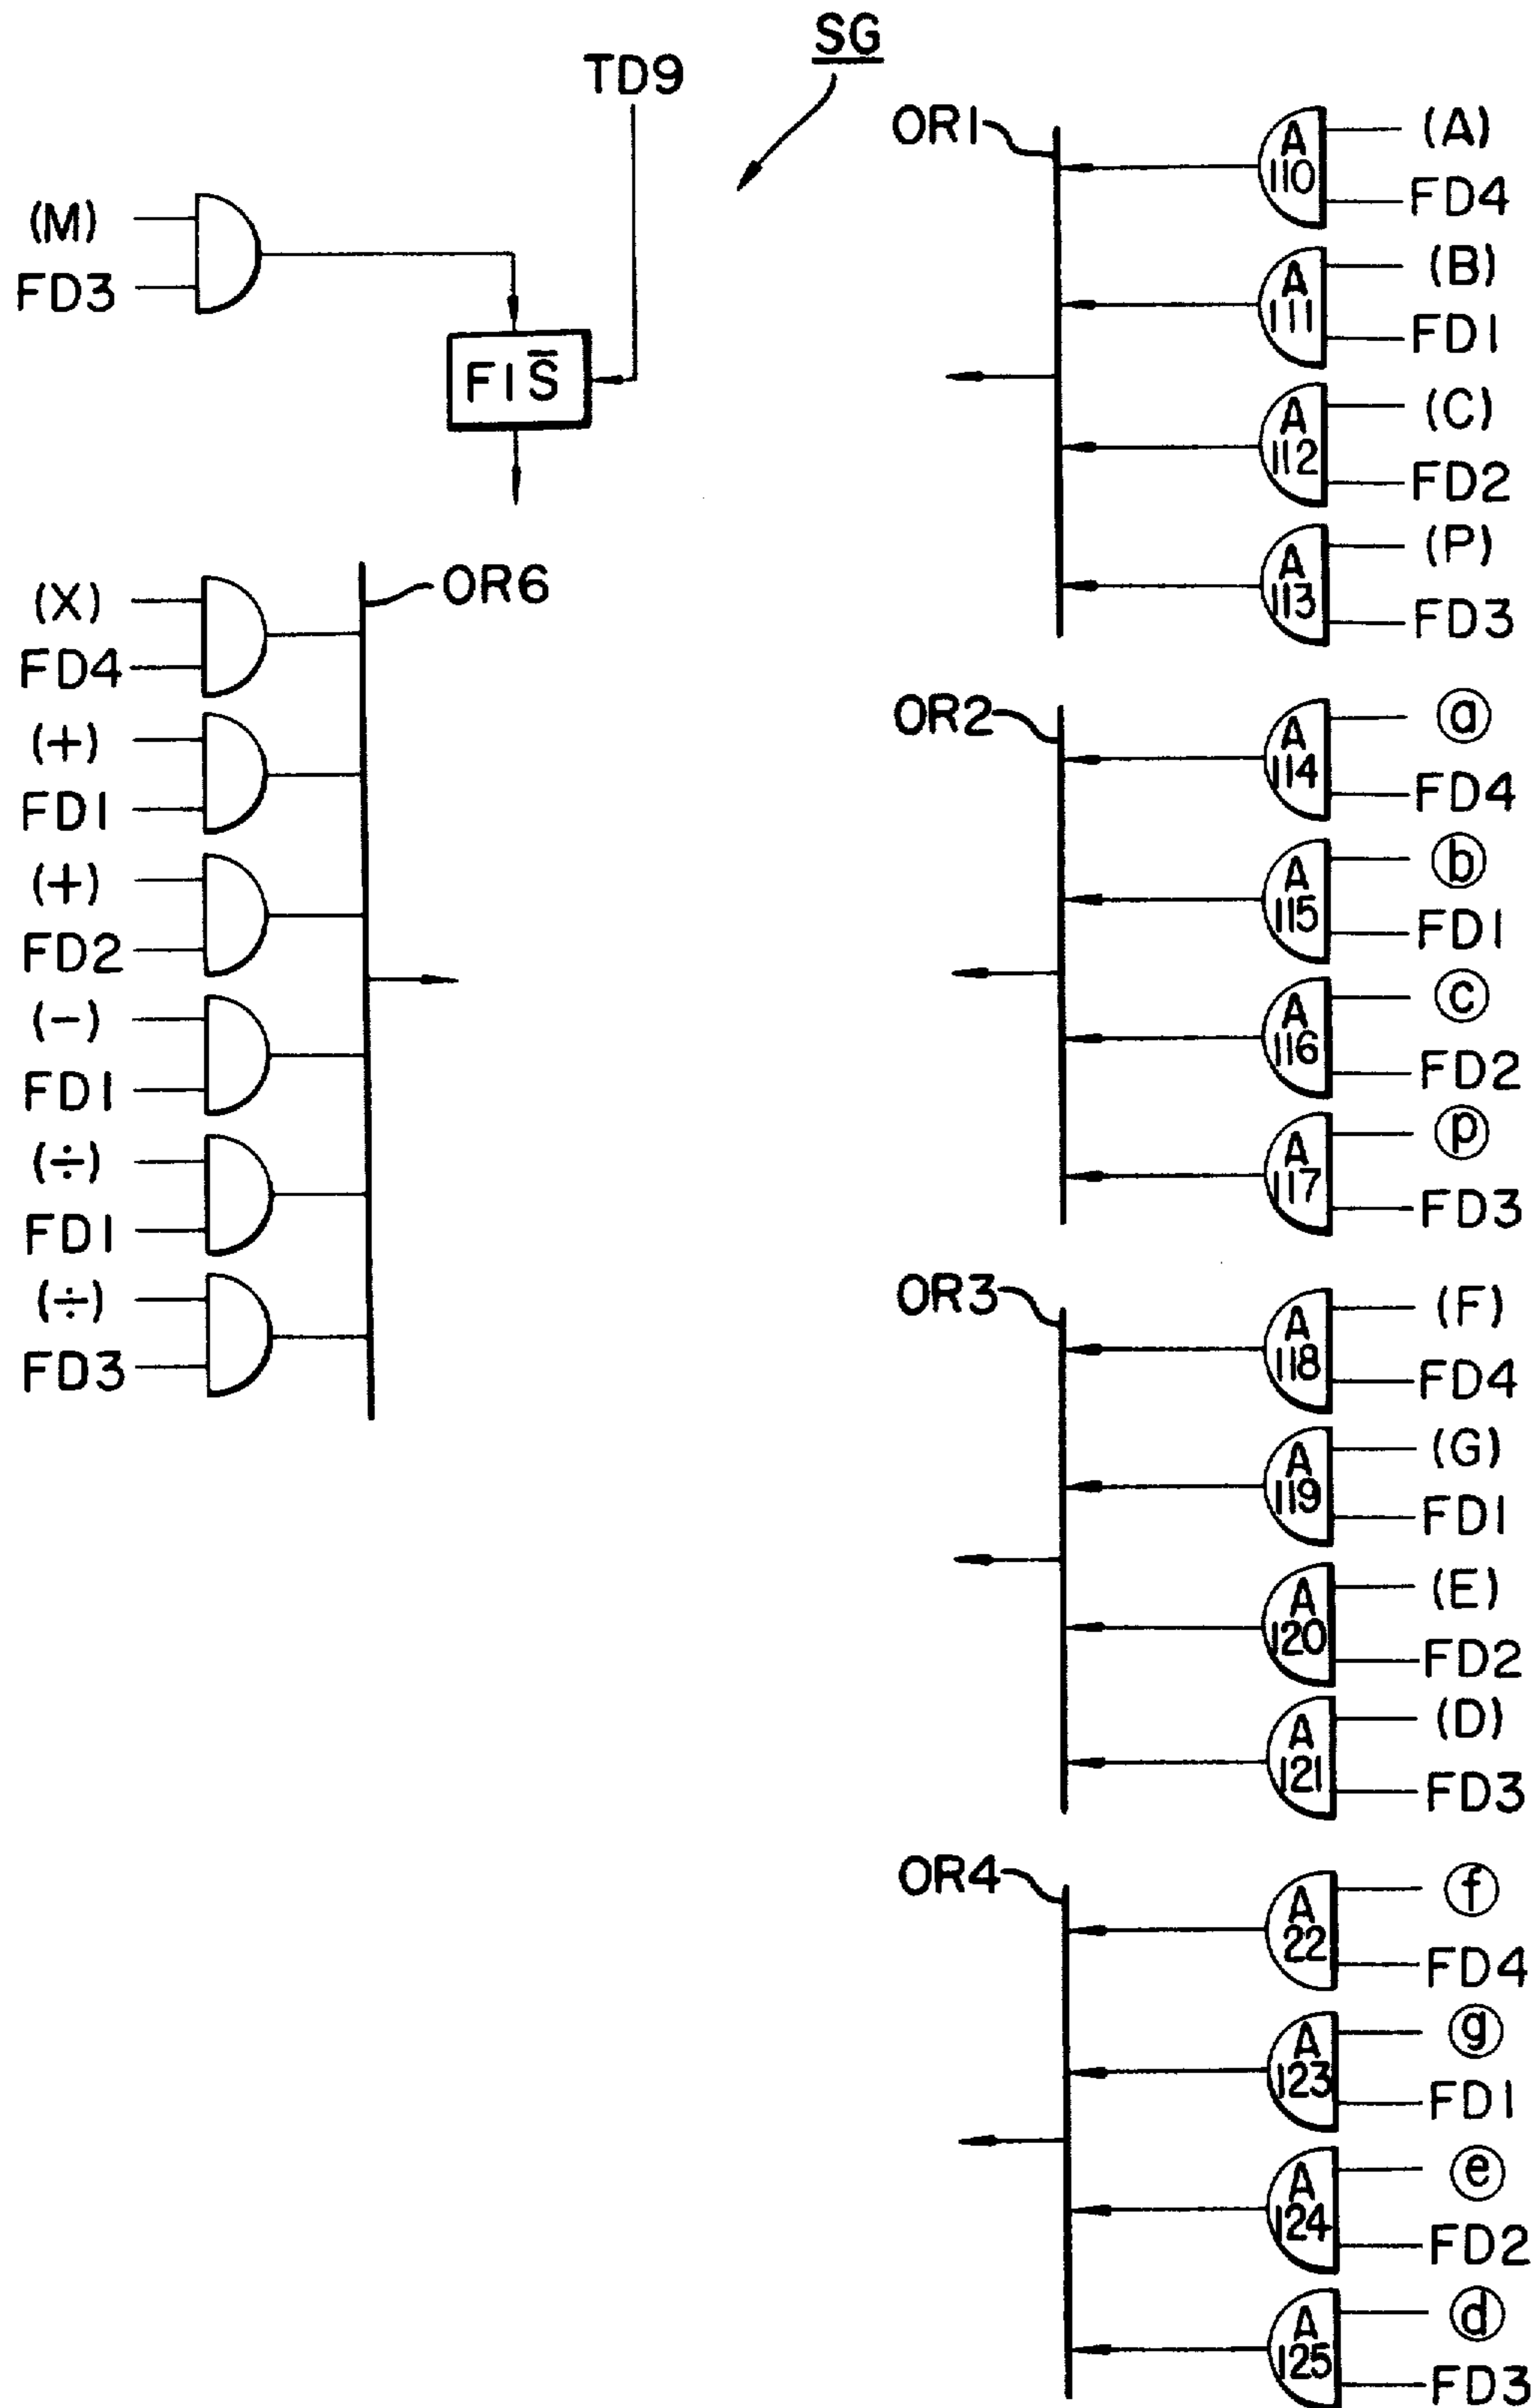 SG
TD9
(M)
FD3
F1S̅
(X)
FD4
(+)
FD1
(+)
FD2
(-)
FD1
(÷)
FD1
(÷)
FD3
OR6
OR1
A
110
(A)
FD4
A
111
(B)
FD1
A
112
(C)
FD2
A
113
(P)
FD3
OR2
A
114
ⓐ
FD4
A
115
ⓑ
FD1
A
116
ⓒ
FD2
A
117
ⓟ
FD3
OR3
A
118
(F)
FD4
A
119
(G)
FD1
A
120
(E)
FD2
A
121
(D)
FD3
OR4
A
22
ⓕ
FD4
A
123
ⓖ
FD1
A
124
ⓔ
FD2
A
125
ⓓ
FD3